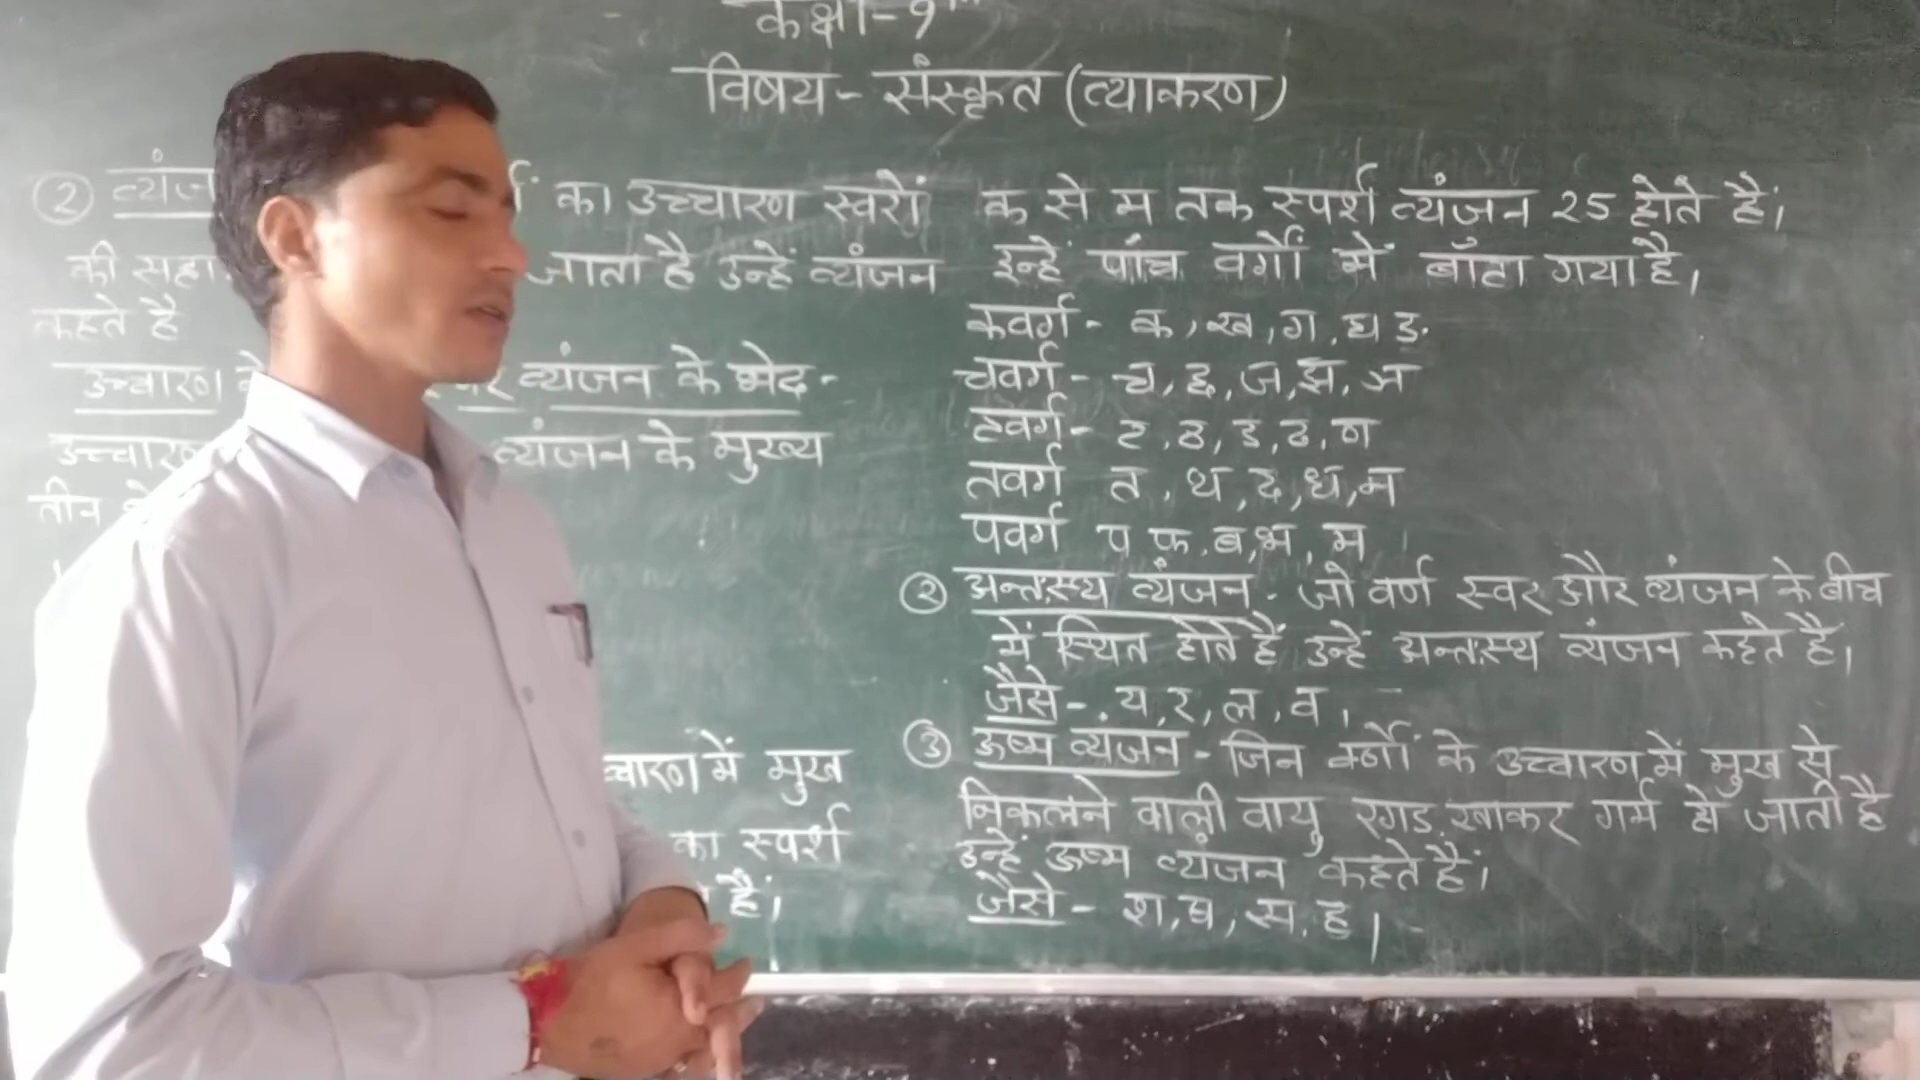 कक्षा-9
विषय- संस्कृत (व्याकरण)
② का उच्चारण स्वरों
की जाता है उन्हें व्यंजन
कहते है
उच्चारण व्यंजन के भेद-
व्यंजन के मुख्य
तीन
में मुख
का स्पर्श
हैं।
क से म तक स्पर्श व्यंजन 25 होते हैं।
इन्हें पांच वर्गों में बाँटा गया है।
कवर्ग- क, ख, ग, घ ङ
चवर्ग- च, छ, ज, झ, ञ
टवर्ग- ट, ठ, ड, ढ, ण
तवर्ग त, थ, द, ध, न
पवर्ग प फ, ब, भ, म
② अन्तःस्थ व्यंजन- जो वर्ण स्वर और व्यंजन के बीच
में स्थित होते हैं उन्हें अन्तःस्थ व्यंजन कहते है।
जैसे- य, र, ल, व।
③ ऊष्म व्यंजन- जिन वर्णों के उच्चारण में मुख से
निकलने वाली वायु रगड़ खाकर गर्म हो जाती है
उन्हें ऊष्म व्यंजन कहते हैं।
जैसे- श, ष, स, ह।